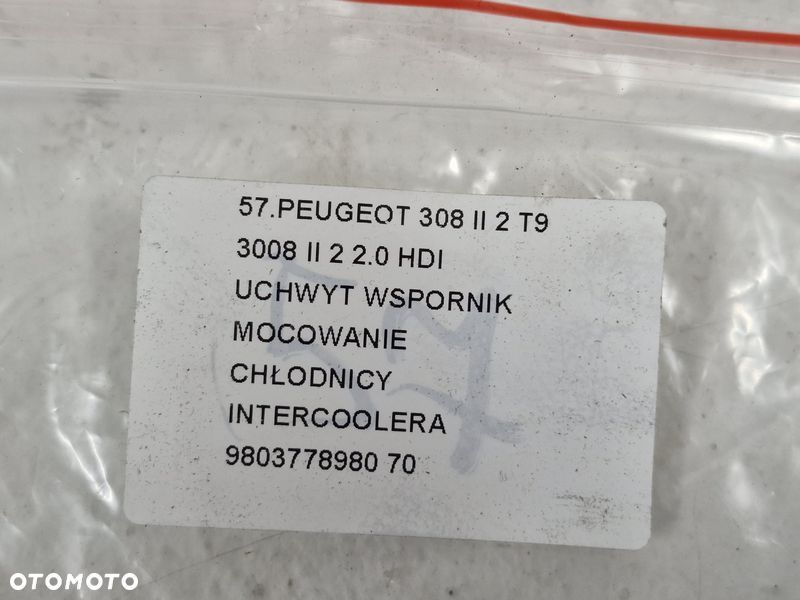 57.PEUGEOT 308 II 2 T9
3008 II 2 2.0 HDI
UCHWYT WSPORNIK
MOCOWANIE
CHŁODNICY
INTERCOOLERA
9803778980 70
57
OTOMOTO